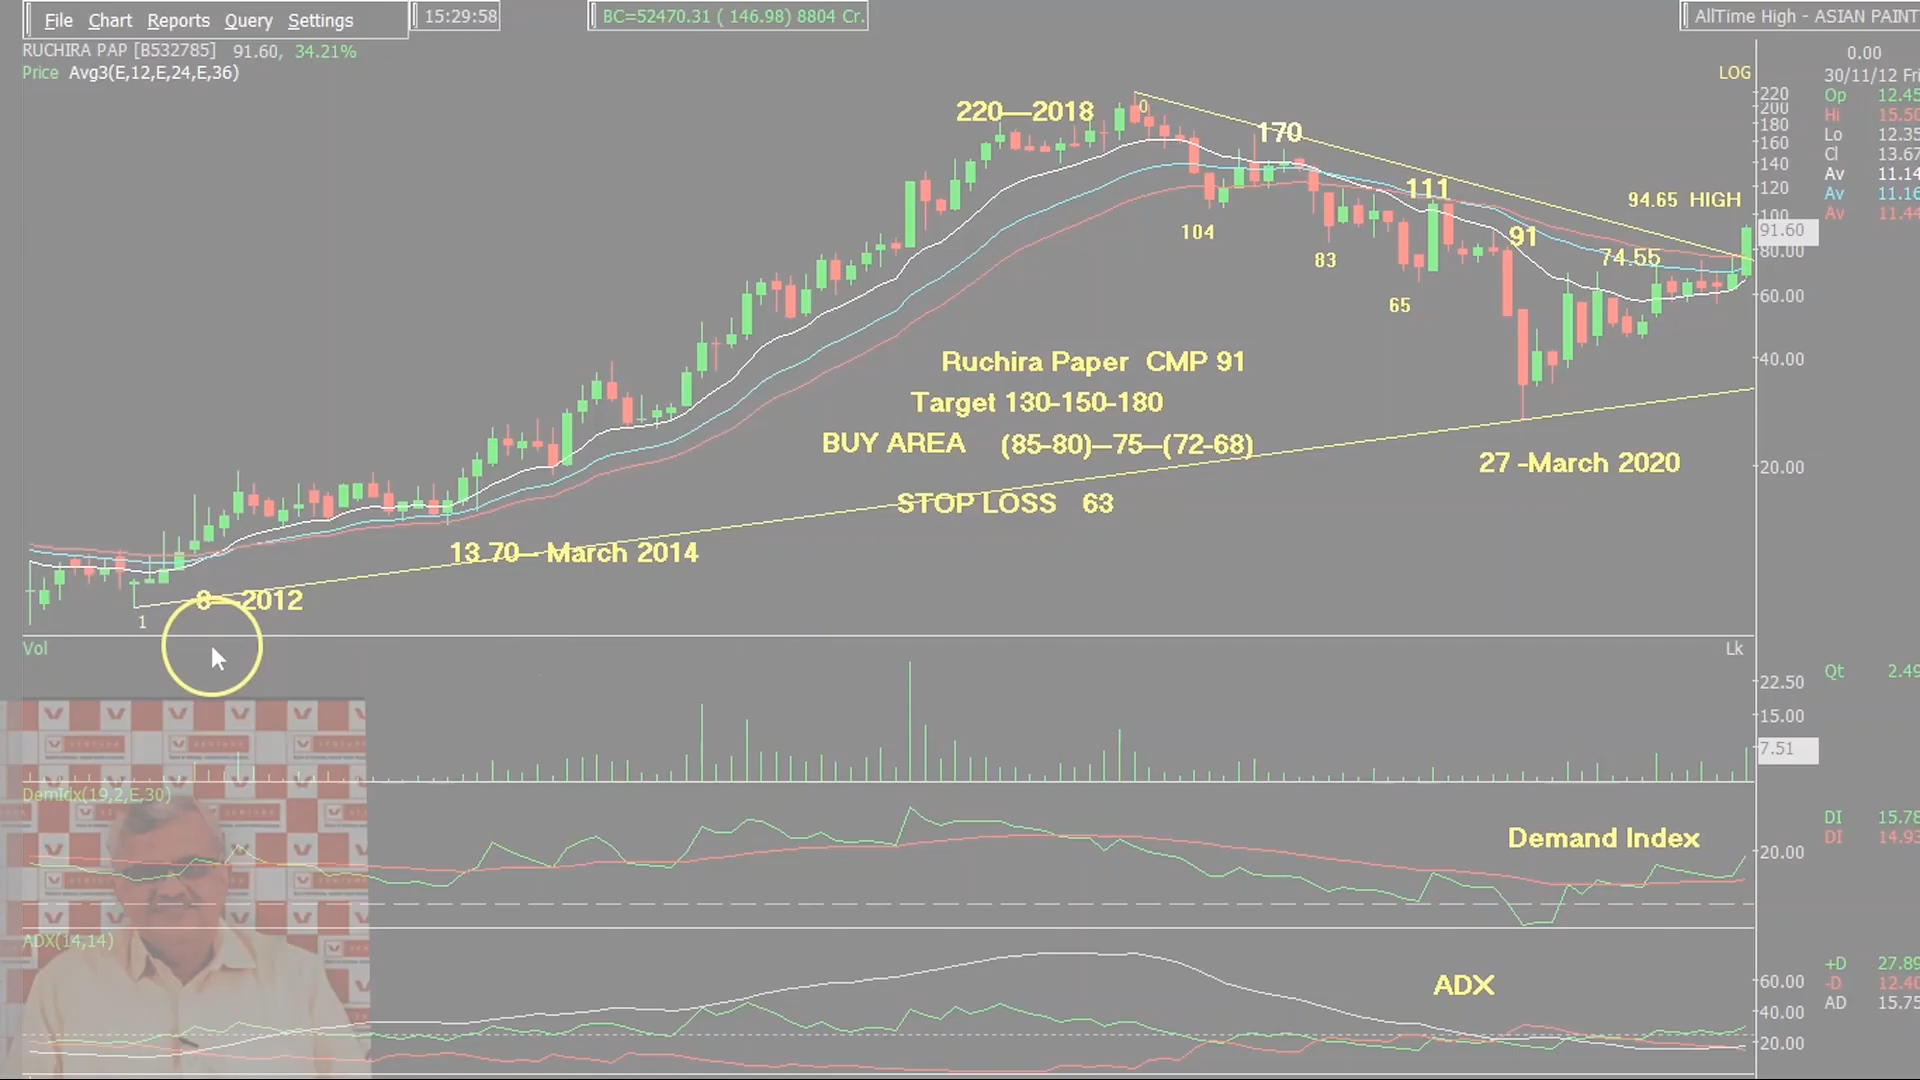 File Chart Reports Query Settings
15:29:58
BC=52470.31 ( 146.98) 8804 Cr.
AllTime High - ASIAN PAINT
RUCHIRA PAP [B532785] 91.60, 34.21%
Price Avg3(E,12,E,24,E,36)
LOG
0.00
30/11/12 Fri
Op 12.45
Hi 15.50
Lo 12.35
Cl 13.67
Av 11.14
Av 11.16
Av 11.44
220
200
180
160
140
120
100
91.60
80.00
60.00
40.00
20.00
220—2018
0
170
111
94.65 HIGH
91
74.55
104
83
65
Ruchira Paper CMP 91
Target 130-150-180
BUY AREA (85-80)—75—(72-68)
27 -March 2020
STOP LOSS 63
13.70— March 2014
8—2012
1
Vol
Lk
Qt 2.49
22.50
15.00
7.51
DemIdx(19,2,E,30)
Demand Index
DI 15.78
DI 14.93
20.00
ADX(14,14)
ADX
+D 27.89
-D 12.40
AD 15.75
60.00
40.00
20.00